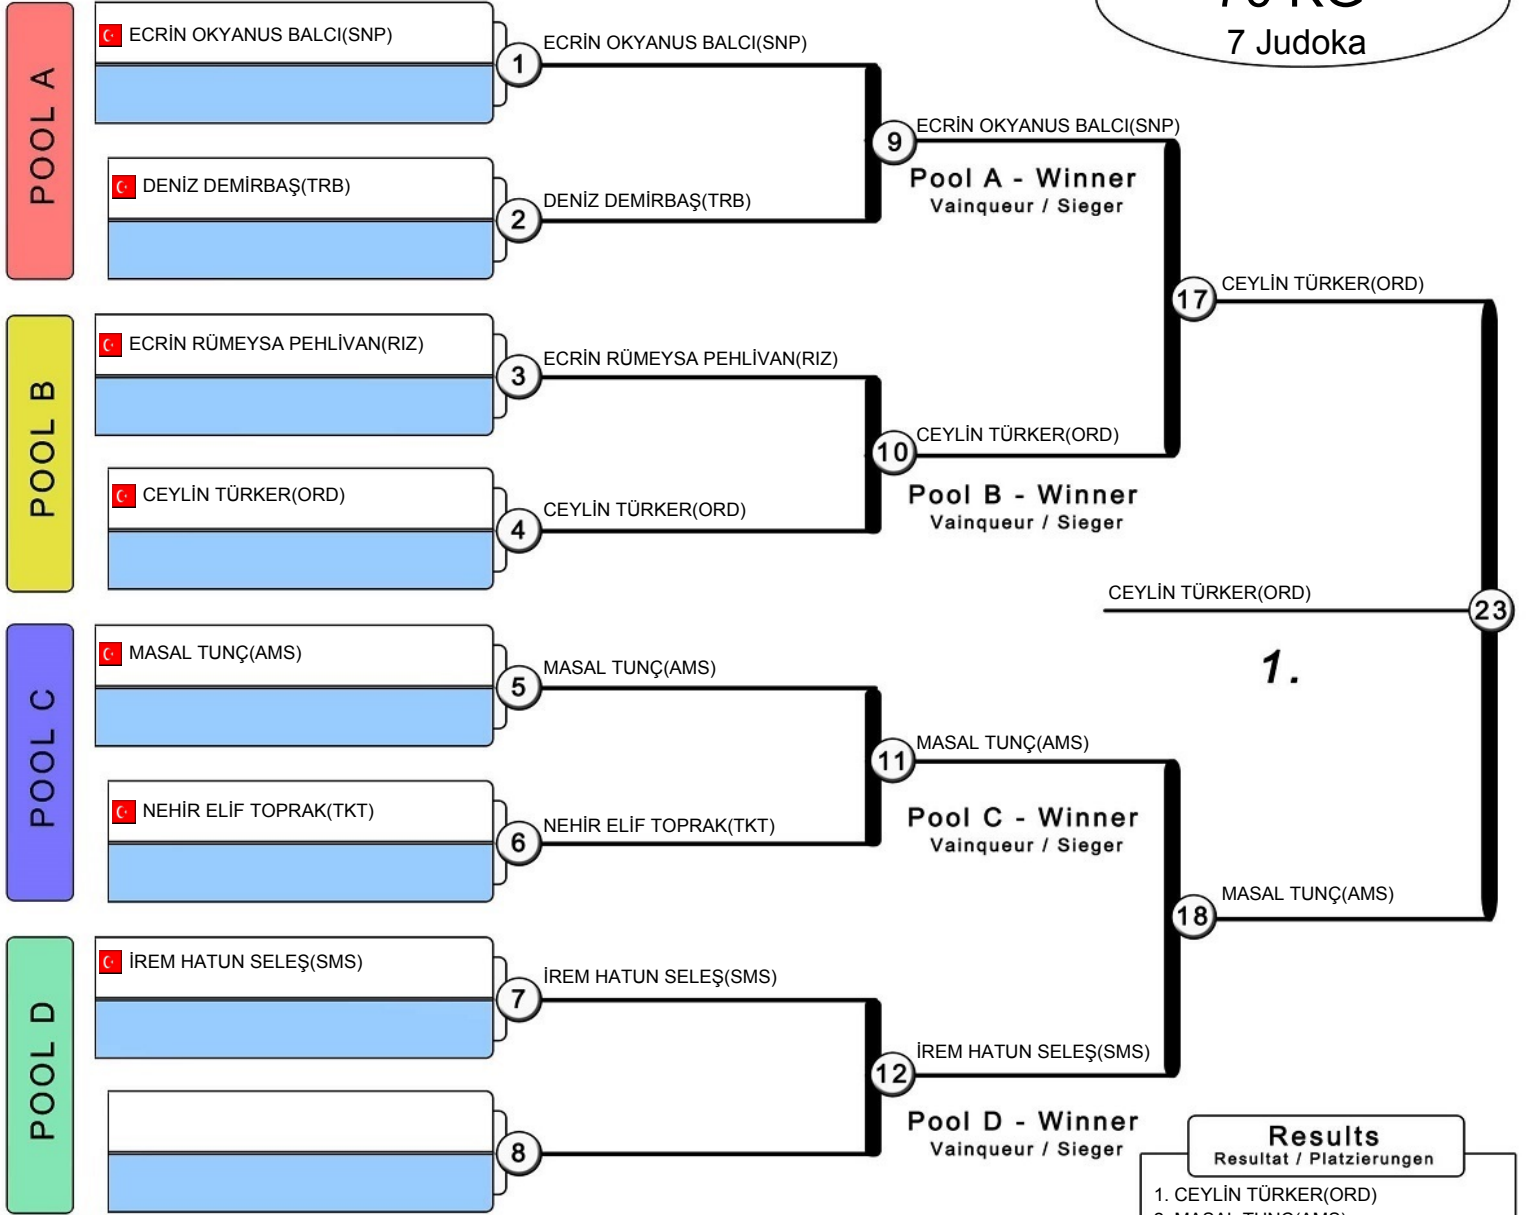 70 KG
7 Judoka
POOL A
ECRİN OKYANUS BALCI(SNP)
1
ECRİN OKYANUS BALCI(SNP)
DENİZ DEMİRBAŞ(TRB)
2
DENİZ DEMİRBAŞ(TRB)
9
ECRİN OKYANUS BALCI(SNP)
Pool A - Winner
Vainqueur / Sieger
POOL B
ECRİN RÜMEYSA PEHLİVAN(RIZ)
3
ECRİN RÜMEYSA PEHLİVAN(RIZ)
CEYLİN TÜRKER(ORD)
4
CEYLİN TÜRKER(ORD)
10
CEYLİN TÜRKER(ORD)
Pool B - Winner
Vainqueur / Sieger
17
CEYLİN TÜRKER(ORD)
CEYLİN TÜRKER(ORD)
23
1.
POOL C
MASAL TUNÇ(AMS)
5
MASAL TUNÇ(AMS)
NEHİR ELİF TOPRAK(TKT)
6
NEHİR ELİF TOPRAK(TKT)
11
MASAL TUNÇ(AMS)
Pool C - Winner
Vainqueur / Sieger
18
MASAL TUNÇ(AMS)
POOL D
İREM HATUN SELEŞ(SMS)
7
İREM HATUN SELEŞ(SMS)
8
12
İREM HATUN SELEŞ(SMS)
Pool D - Winner
Vainqueur / Sieger
Results
Resultat / Platzierungen
1. CEYLİN TÜRKER(ORD)
2. MASAL TUNÇ(AMS)